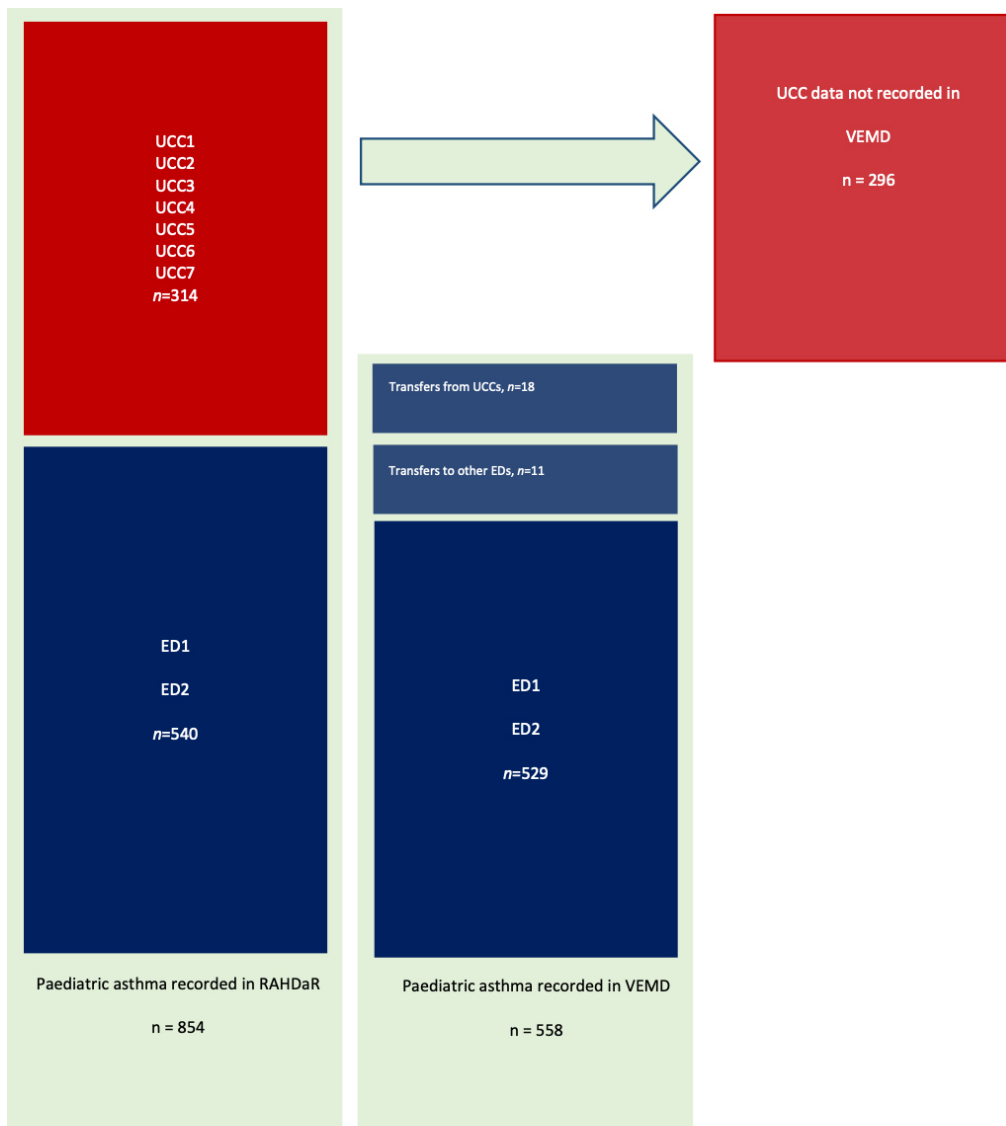 UCC1
UCC2
UCC3
UCC4
UCC5
UCC6
UCC7
n=314
ED1
ED2
n=540
Paediatric asthma recorded in RAHDaR
n = 854
Transfers from UCCs, n=18
Transfers to other EDs, n=11
ED1
ED2
n=529
Paediatric asthma recorded in VEMD
n = 558
UCC data not recorded in
VEMD
n = 296